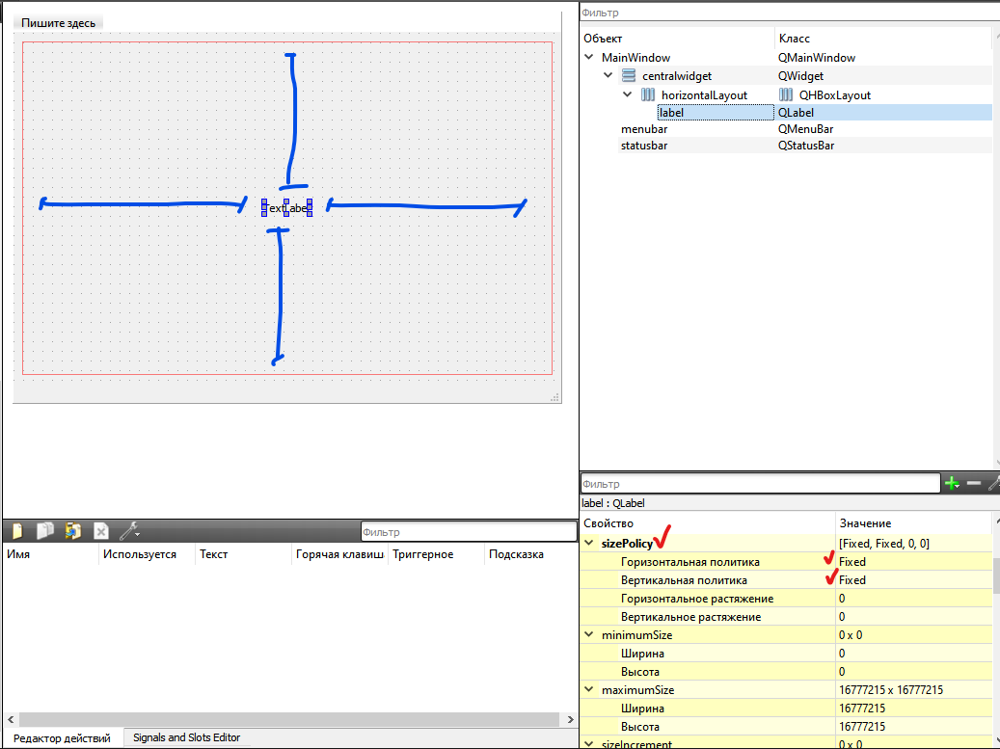 Пишите здесь
TextLabel
Фильтр
Объект Класс
MainWindow QMainWindow
centralwidget QWidget
horizontalLayout QHBoxLayout
label QLabel
menubar QMenuBar
statusbar QStatusBar
Фильтр
label : QLabel
Свойство Значение
sizePolicy [Fixed, Fixed, 0, 0]
Горизонтальная политика Fixed
Вертикальная политика Fixed
Горизонтальное растяжение 0
Вертикальное растяжение 0
minimumSize 0 x 0
Ширина 0
Высота 0
maximumSize 16777215 x 16777215
Ширина 16777215
Высота 16777215
sizeIncrement 0 x 0
Фильтр
Имя Используется Текст Горячая клавиш Триггерное Подсказка
Редактор действий Signals and Slots Editor